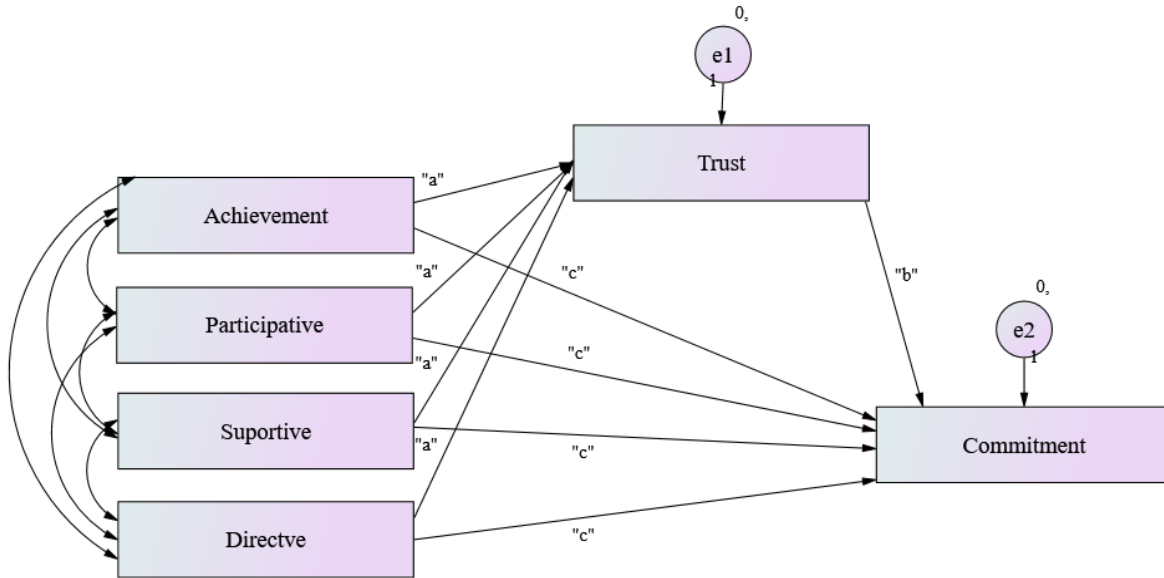 0,
e1
1
Trust
"a"
Achievement
"c"
"b"
"a"
0,
Participative
e2
"c"
1
"a"
Suportive
"a"
"c"
Commitment
Directve
"c"